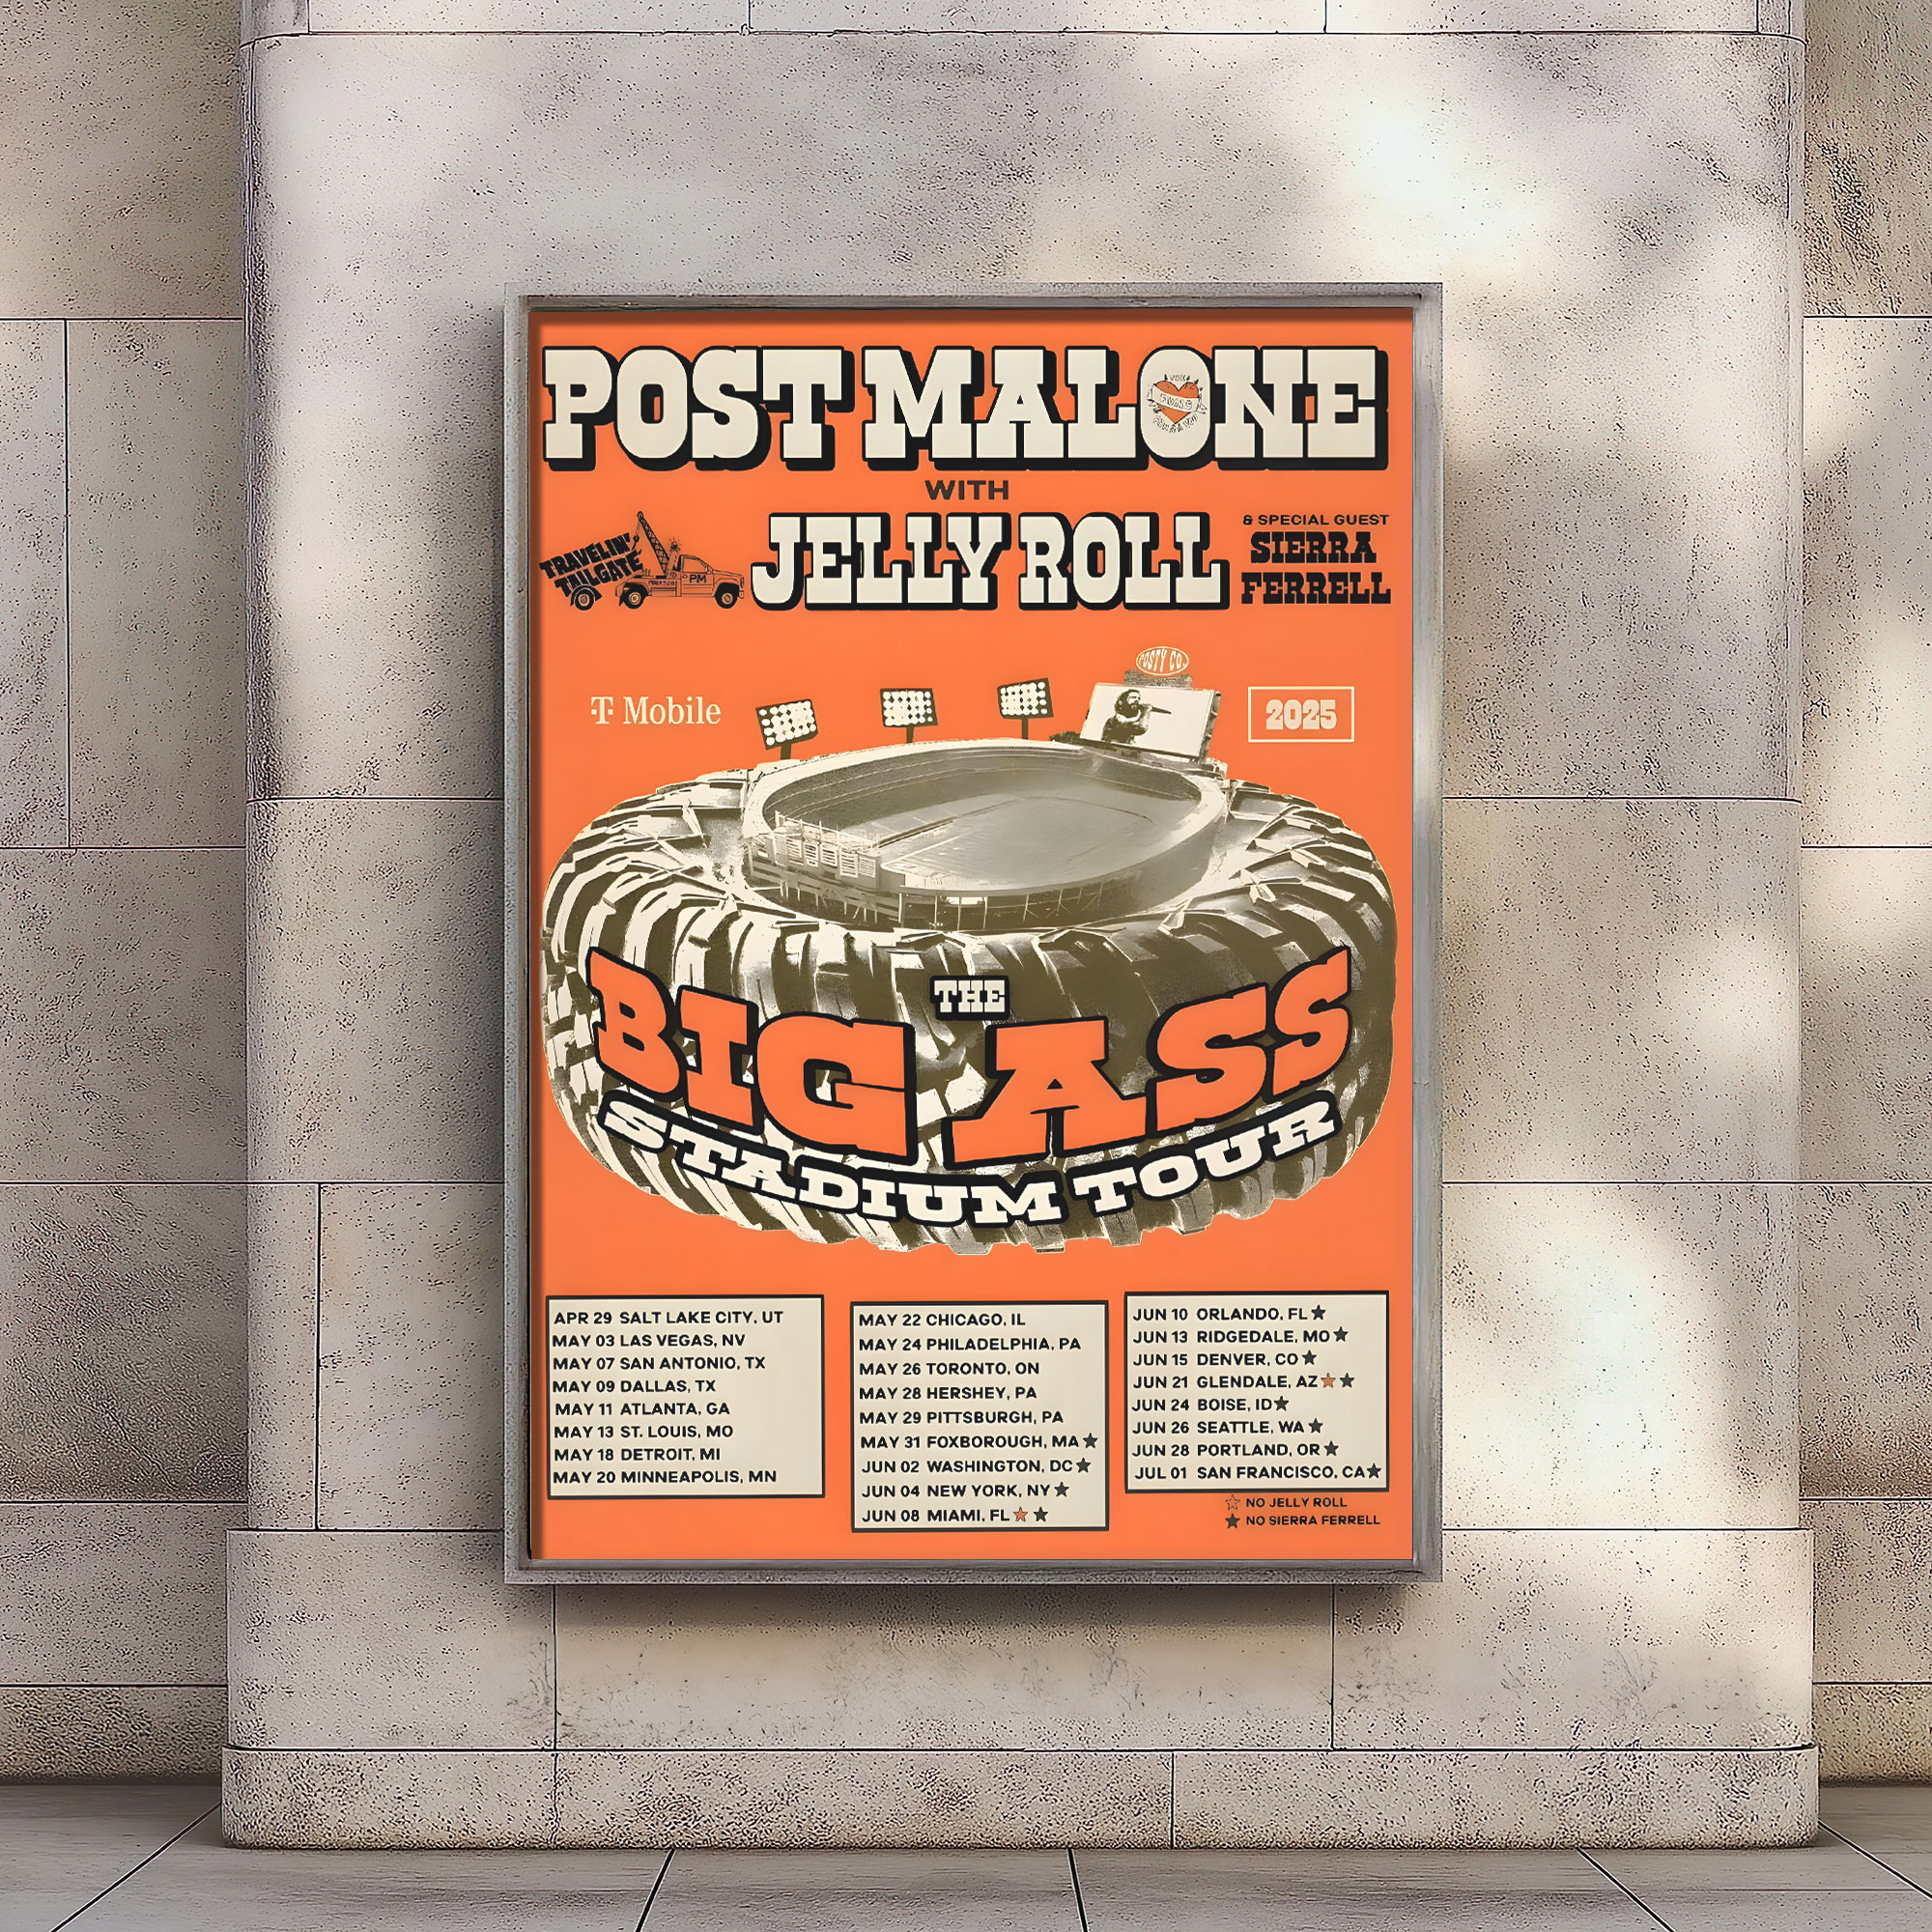 POST MALONE
WITH
TRAVELIN'
TAILGATE
PM
JELLY ROLL
& SPECIAL GUEST
SIERRA
FERRELL
POSTY CO.
T Mobile
2025
THE
BIG ASS
STADIUM TOUR
APR 29 SALT LAKE CITY, UT
MAY 03 LAS VEGAS, NV
MAY 07 SAN ANTONIO, TX
MAY 09 DALLAS, TX
MAY 11 ATLANTA, GA
MAY 13 ST. LOUIS, MO
MAY 18 DETROIT, MI
MAY 20 MINNEAPOLIS, MN
MAY 22 CHICAGO, IL
MAY 24 PHILADELPHIA, PA
MAY 26 TORONTO, ON
MAY 28 HERSHEY, PA
MAY 29 PITTSBURGH, PA
MAY 31 FOXBOROUGH, MA ★
JUN 02 WASHINGTON, DC ★
JUN 04 NEW YORK, NY ★
JUN 08 MIAMI, FL ★ ★
JUN 10 ORLANDO, FL ★
JUN 13 RIDGEDALE, MO ★
JUN 15 DENVER, CO ★
JUN 21 GLENDALE, AZ ★ ★
JUN 24 BOISE, ID ★
JUN 26 SEATTLE, WA ★
JUN 28 PORTLAND, OR ★
JUL 01 SAN FRANCISCO, CA ★
☆ NO JELLY ROLL
★ NO SIERRA FERRELL